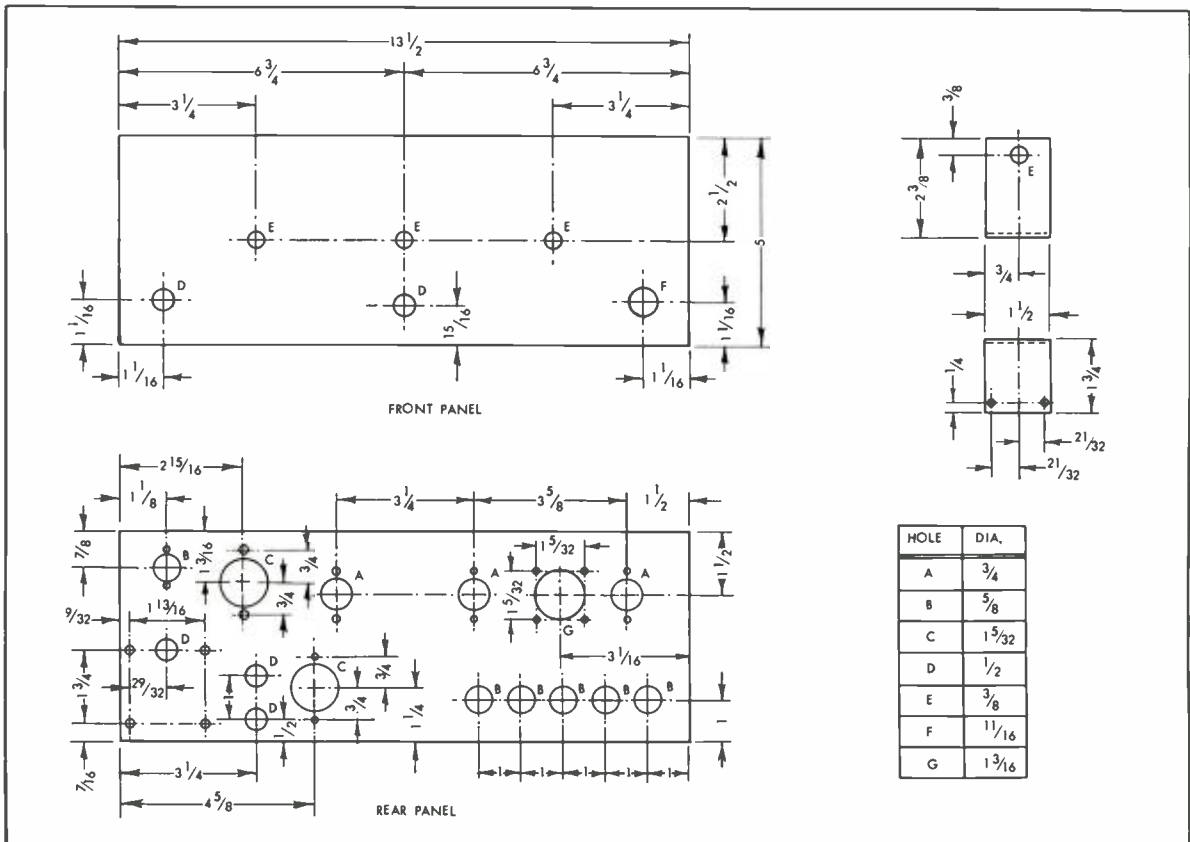 13 1/2
6 3/4 6 3/4
3 1/4 3 1/4
E E E
D D F
2 1/2
5
1 1/16
15/16
1 1/16
1 1/16 1 1/16
FRONT PANEL
3/8
E
2 3/8
3/4
1 1/2
1/4
1 3/4
21/32
21/32
2 15/16
1 1/8
3 1/4 3 5/8 1 1/2
7/8
B
1 3/16
C
3/4
3/4
A A A
1 5/32
1 5/32
G
1 1/2
3 1/16
9/32
1 13/16
D
1 3/4
29/32
D
1
D
1/2
C
3/4
3/4
1 1/4
B B B B B
1
7/16
3 1/4
4 5/8
1 1 1 1 1
REAR PANEL
HOLE DIA.
A 3/4
B 5/8
C 1 5/32
D 1/2
E 3/8
F 11/16
G 1 3/16